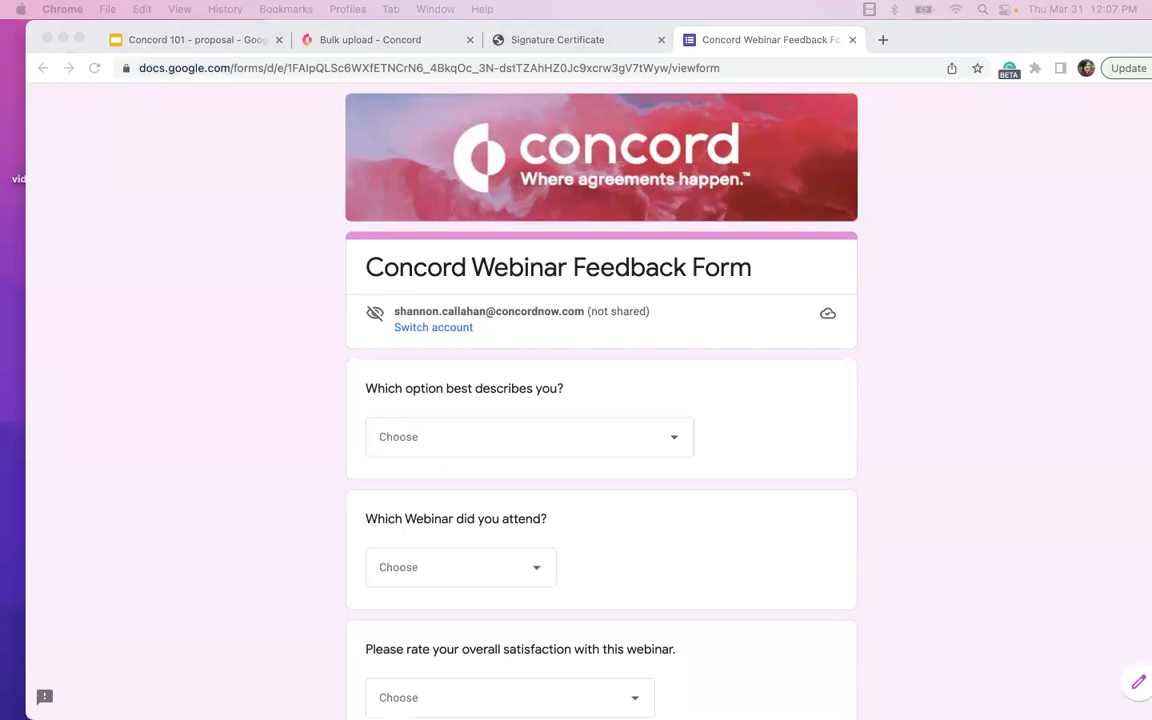 Chrome File Edit View History Bookmarks Profiles Tab Window Help Thu Mar 31 12:07 PM
Concord 101 - proposal - Goog Bulk upload - Concord Signature Certificate Concord Webinar Feedback Fo
docs.google.com/forms/d/e/1FAIpQLSc6WXfETNCrN6_4BkqOc_3N-dstTZAhHZ0Jc9xcrw3gV7tWyw/viewform BETA Update
concord
Where agreements happen.™
vid
Concord Webinar Feedback Form
shannon.callahan@concordnow.com (not shared)
Switch account
Which option best describes you?
Choose
Which Webinar did you attend?
Choose
Please rate your overall satisfaction with this webinar.
Choose